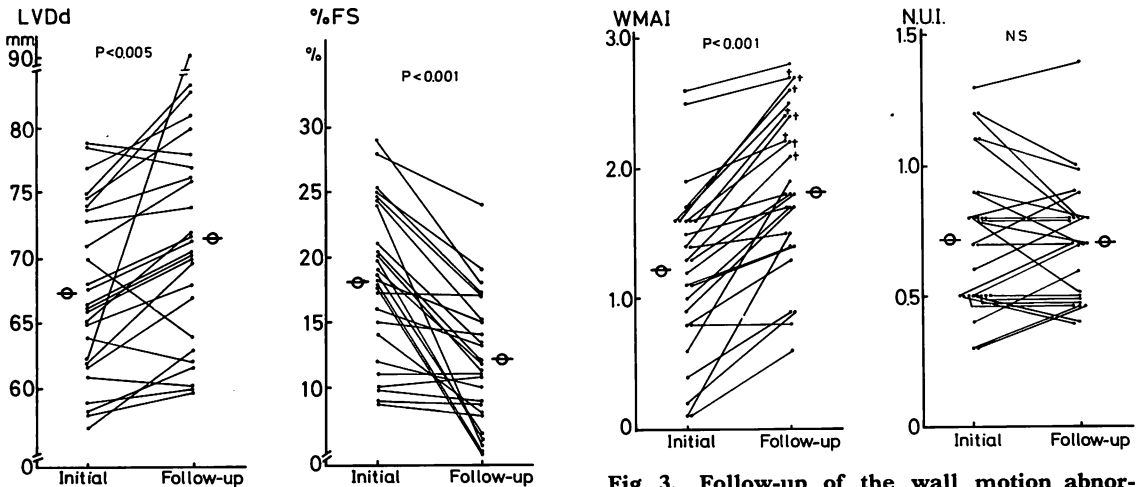 LVDd
mm
90
80
75
70
65
60
0
P<0.005
Initial Follow-up
%FS
%
30
25
20
15
10
0
P<0.001
Initial Follow-up
WMAI
3.0
2.0
1.0
0
P<0.001
† † † † † † † †
Initial Follow-up
N.U.I.
1.5
1.0
0.5
0
NS
Initial Follow-up
Fig. 3. Follow-up of the wall motion abnor-